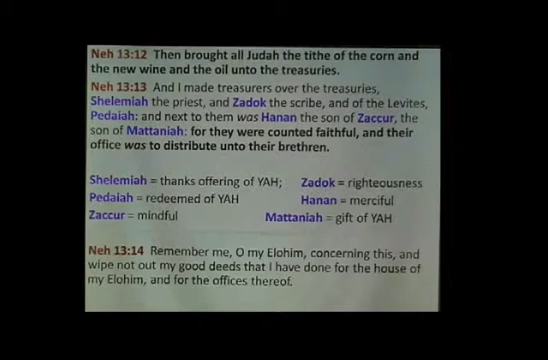 Neh 13:12 Then brought all Judah the tithe of the corn and
the new wine and the oil unto the treasuries.
Neh 13:13 And I made treasurers over the treasuries,
Shelemiah the priest, and Zadok the scribe, and of the Levites,
Pedaiah: and next to them was Hanan the son of Zaccur, the
son of Mattaniah: for they were counted faithful, and their
office was to distribute unto their brethren.
Shelemiah = thanks offering of YAH; Zadok = righteousness
Pedaiah = redeemed of YAH Hanan = merciful
Zaccur = mindful Mattaniah = gift of YAH
Neh 13:14 Remember me, O my Elohim, concerning this, and
wipe not out my good deeds that I have done for the house of
my Elohim, and for the offices thereof.